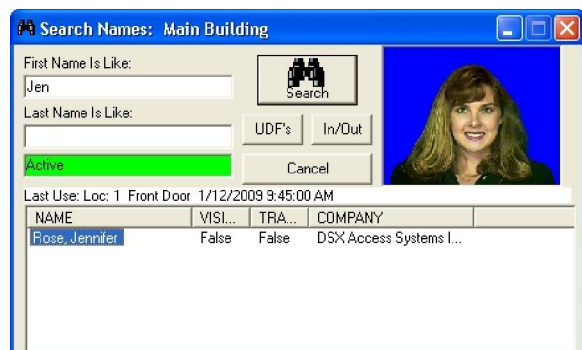 Search Names: Main Building
First Name Is Like:
Jen
Search
Last Name Is Like:
UDF's In/Out
Active
Cancel
Last Use: Loc: 1 Front Door 1/12/2009 9:45:00 AM
NAME VISI... TRA... COMPANY
Rose, Jennifer False False DSX Access Systems I...